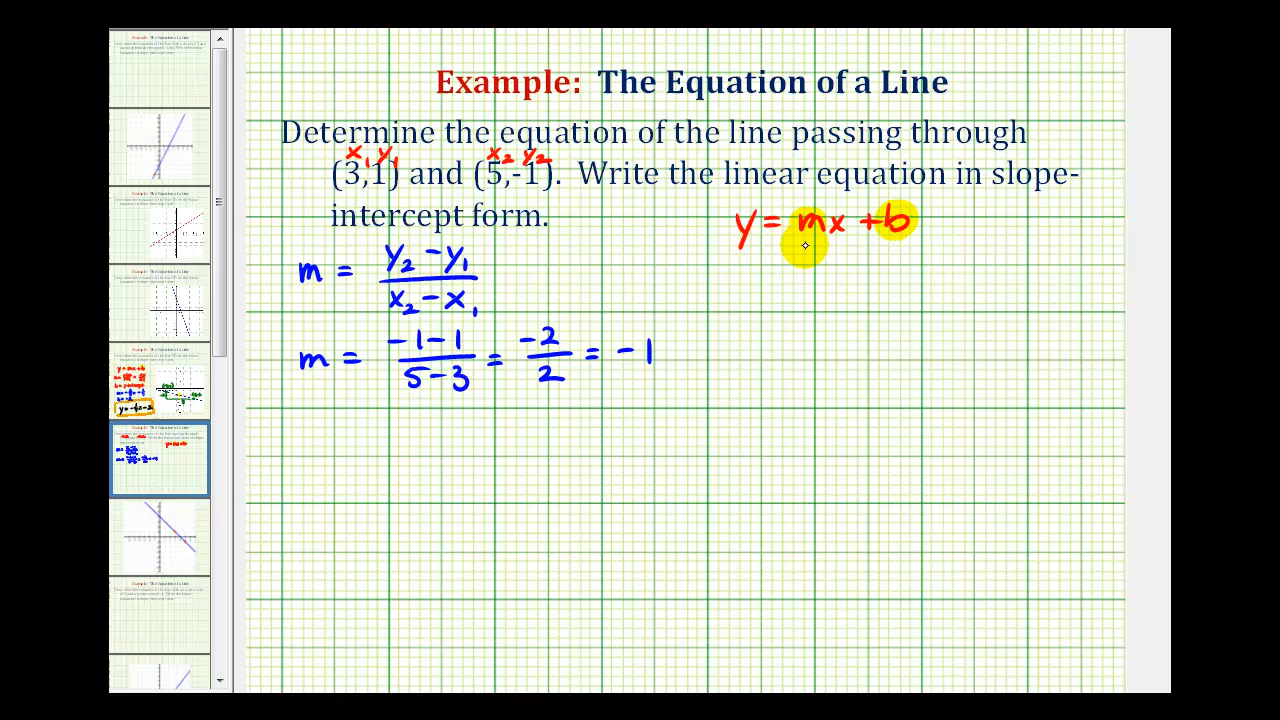 Example: The Equation of a Line
Determine the equation of the line passing through
x₁ y₁ x₂ y₂
(3,1) and (5,-1). Write the linear equation in slope-
intercept form.
y = mx + b
m = y₂ - y₁ / x₂ - x₁
m = -1 - 1 / 5 - 3 = -2 / 2 = -1